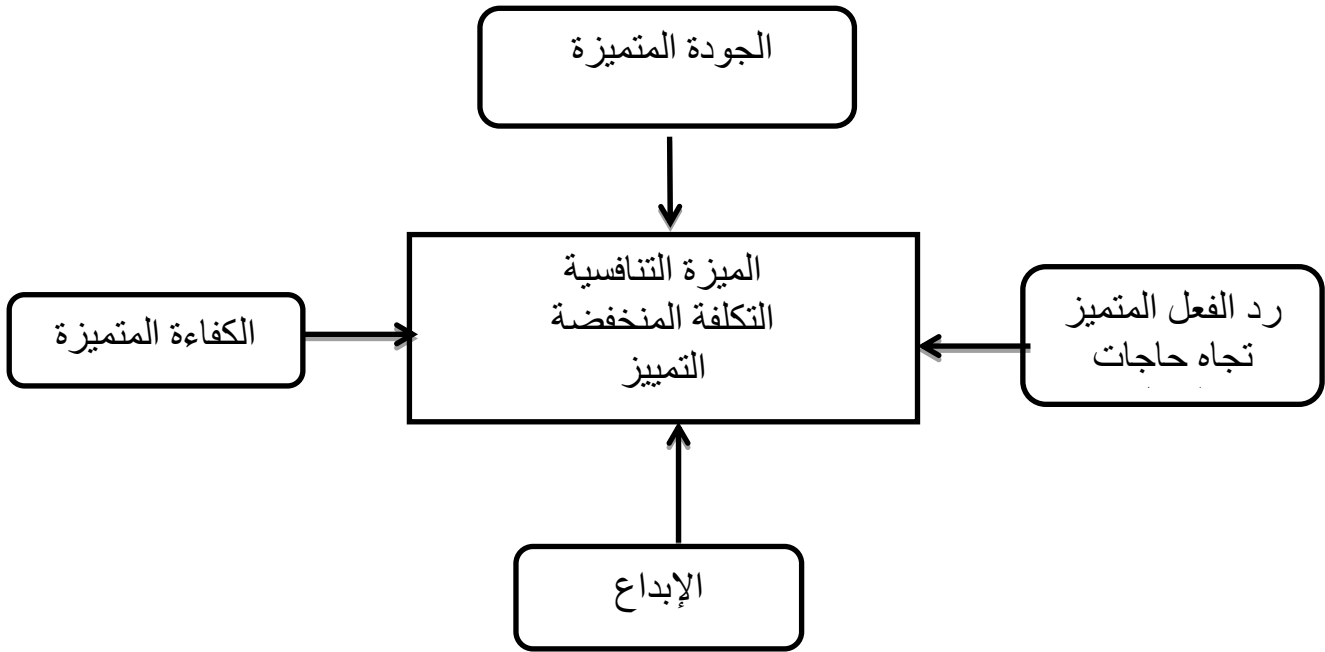 الجودة المتميزة
الميزة التنافسية
التكلفة المنخفضة
التمييز
رد الفعل المتميز
تجاه حاجات
الكفاءة المتميزة
الإبداع